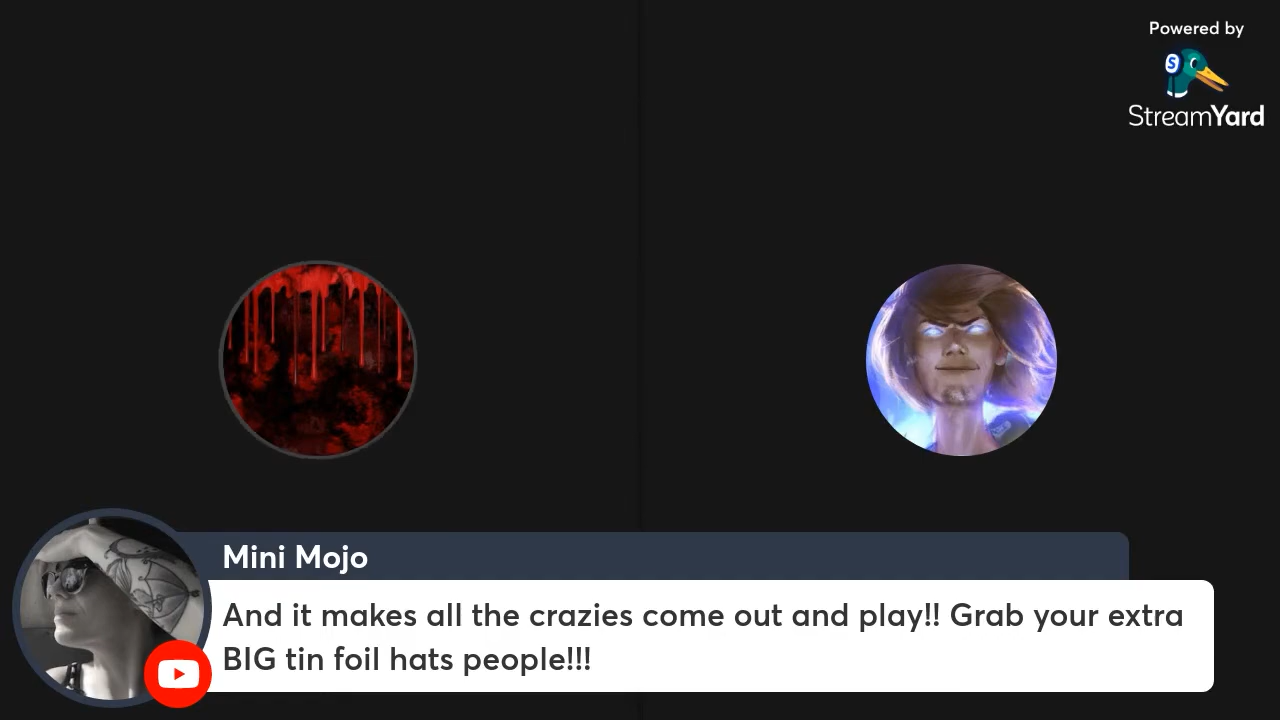 Powered by
S
StreamYard
Mini Mojo
And it makes all the crazies come out and play!! Grab your extra
BIG tin foil hats people!!!